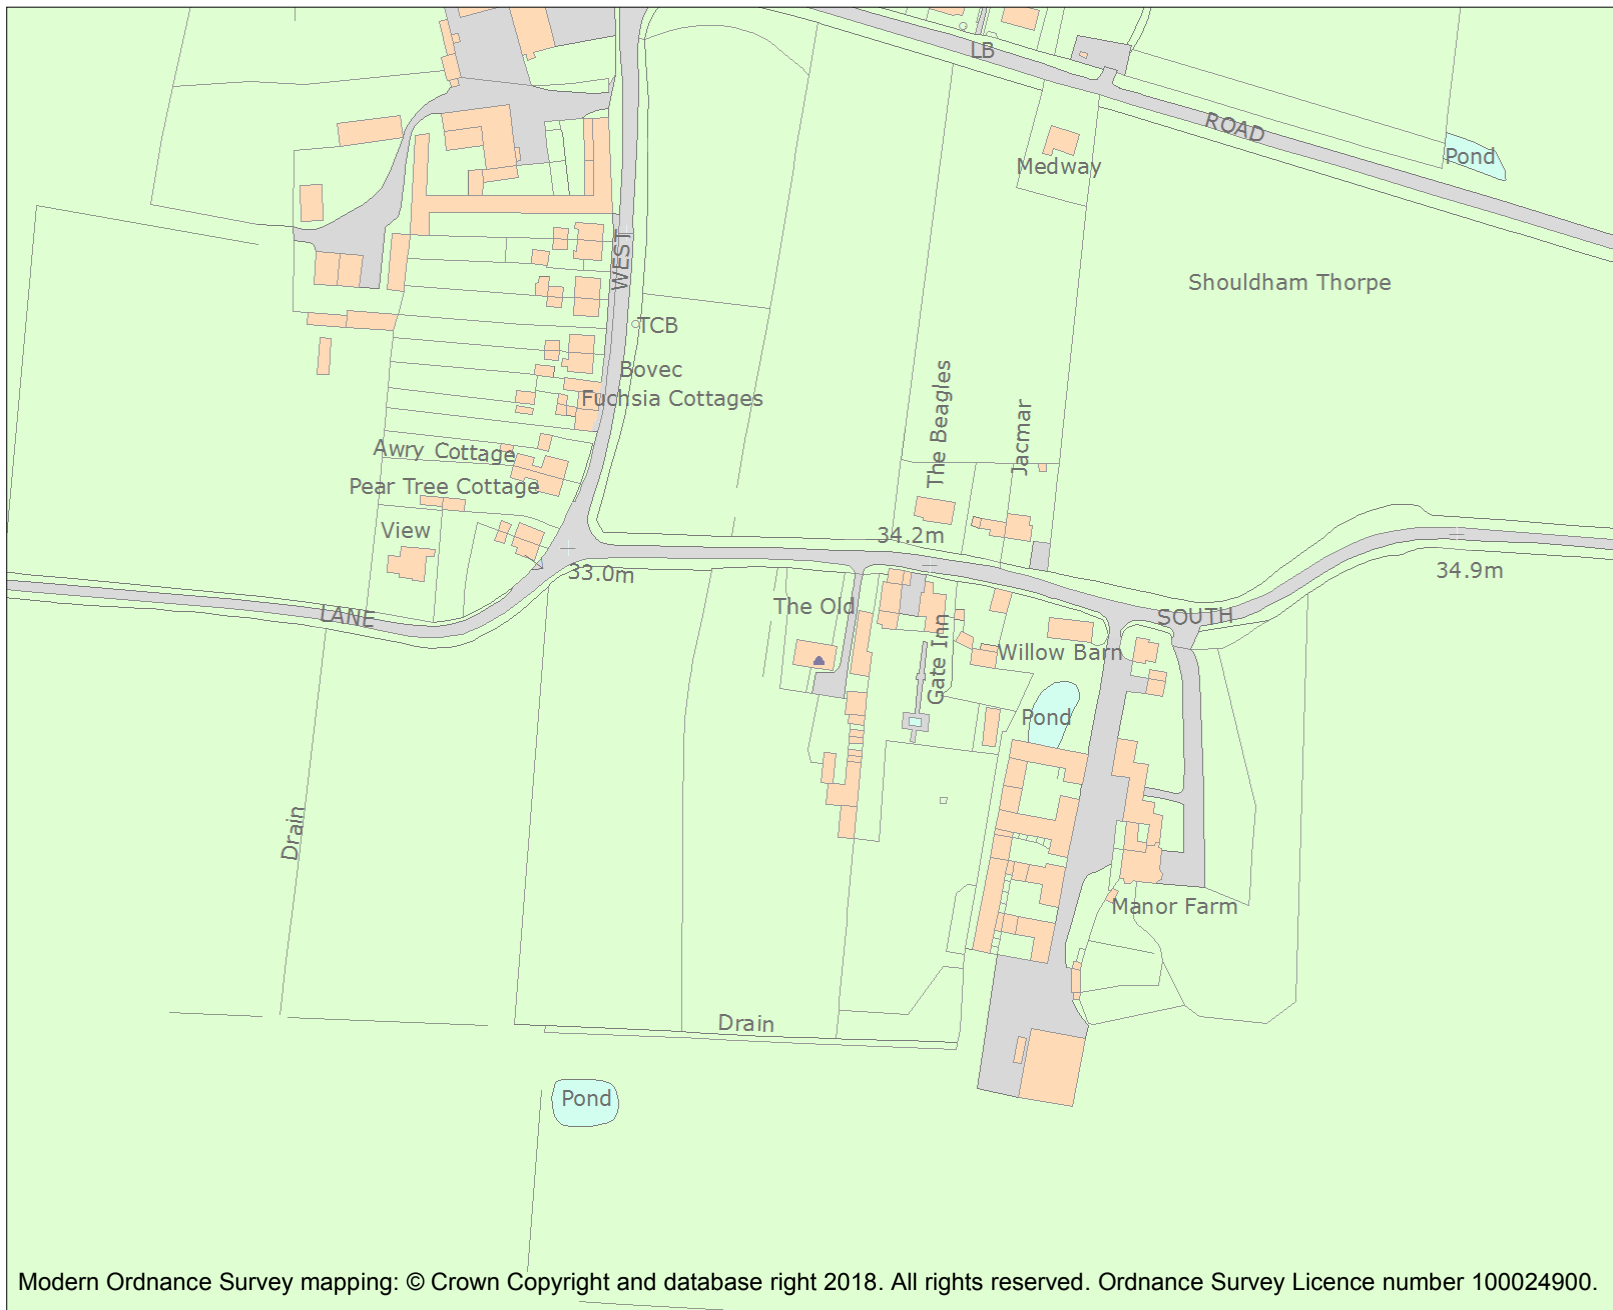 LB
ROAD
Pond
Medway
WEST
Shouldham Thorpe
TCB
Bovec
Fuchsia Cottages
The Beagles
Jacmar
Awry Cottage
Pear Tree Cottage
View
34.2m
33.0m
34.9m
The Old
LANE
SOUTH
Gate Inn
Willow Barn
Pond
Drain
Manor Farm
Drain
Pond
Modern Ordnance Survey mapping: © Crown Copyright and database right 2018. All rights reserved. Ordnance Survey Licence number 100024900.